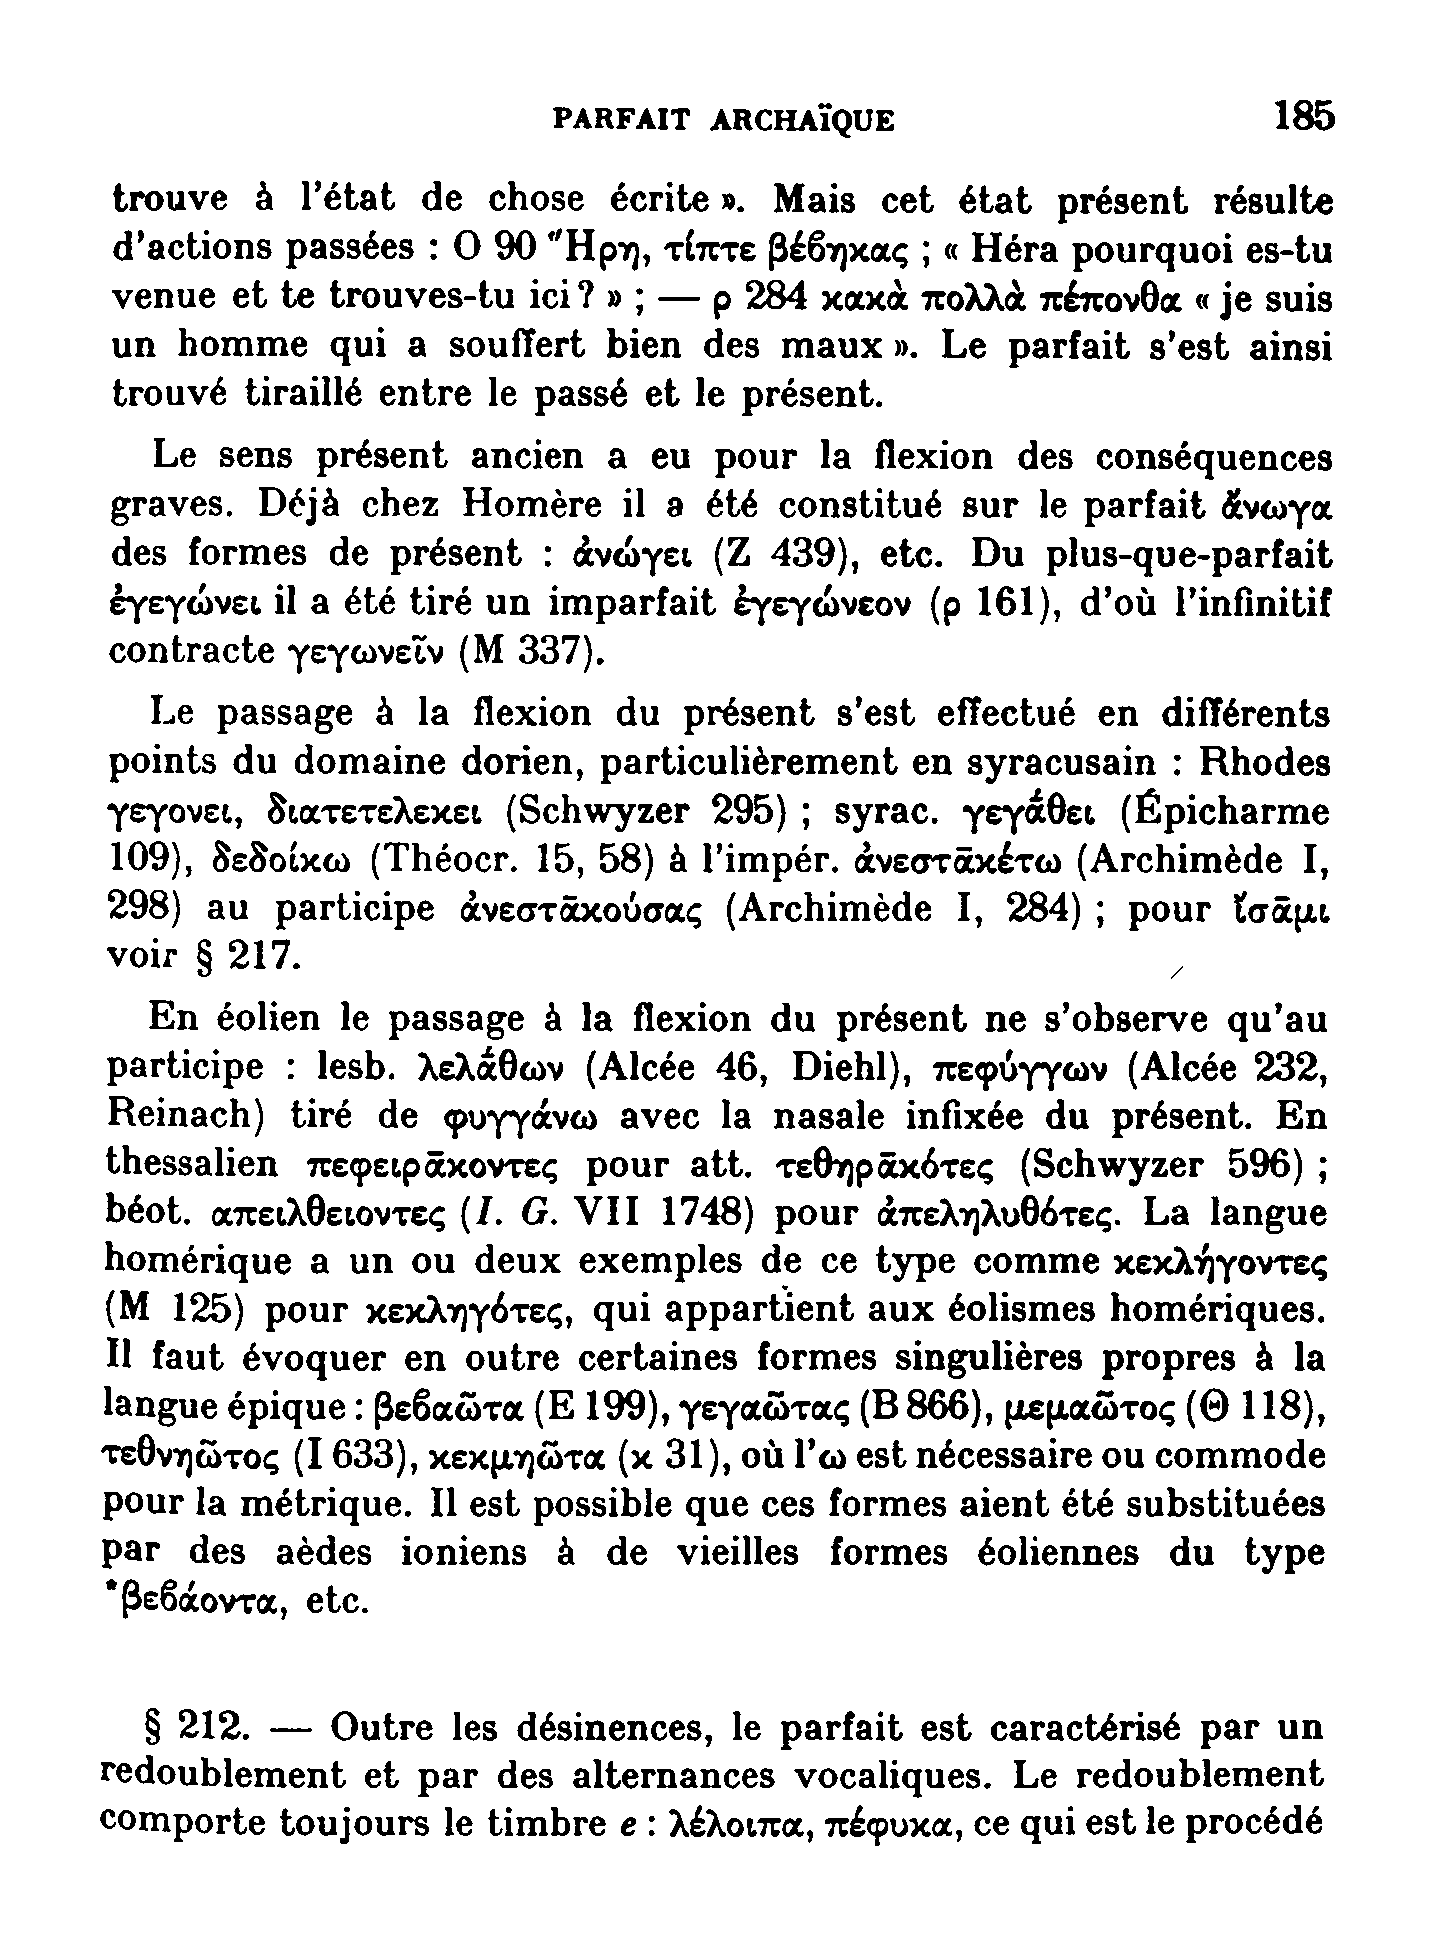 PARFAIT ARCHAÏQUE 185
trouve à l'état de chose écrite ». Mais cet état présent résulte
d'actions passées : O 90 Ἥρη, τίπτε βέϐηκας ; « Héra pourquoi es-tu
venue et te trouves-tu ici ? » ; — ρ 284 κακὰ πολλὰ πέπονθα « je suis
un homme qui a souffert bien des maux ». Le parfait s'est ainsi
trouvé tiraillé entre le passé et le présent.
Le sens présent ancien a eu pour la flexion des conséquences
graves. Déjà chez Homère il a été constitué sur le parfait ἄνωγα
des formes de présent : ἀνώγει (Z 439), etc. Du plus-que-parfait
ἐγεγώνει il a été tiré un imparfait ἐγεγώνεον (ρ 161), d'où l'infinitif
contracte γεγωνεῖν (M 337).
Le passage à la flexion du présent s'est effectué en différents
points du domaine dorien, particulièrement en syracusain : Rhodes
γεγονει, διατετελεκει (Schwyzer 295) ; syrac. γεγᾱ́θει (Épicharme
109), δεδοίκω (Théocr. 15, 58) à l'impér. ἀνεστᾱκέτω (Archimède I,
298) au participe ἀνεστᾱκούσας (Archimède I, 284) ; pour ἴσᾱμι
voir § 217.
En éolien le passage à la flexion du présent ne s'observe qu'au
participe : lesb. λελᾱ́θων (Alcée 46, Diehl), πεφύγγων (Alcée 232,
Reinach) tiré de φυγγάνω avec la nasale infixée du présent. En
thessalien πεφειρᾱκοντες pour att. τεθηρᾱκότες (Schwyzer 596) ;
béot. απειλθειοντες (I. G. VII 1748) pour ἀπεληλυθότες. La langue
homérique a un ou deux exemples de ce type comme κεκλήγοντες
(M 125) pour κεκληγότες, qui appartient aux éolismes homériques.
Il faut évoquer en outre certaines formes singulières propres à la
langue épique : βεϐαῶτα (E 199), γεγαῶτας (B 866), μεμαῶτος (Θ 118),
τεθνηῶτος (I 633), κεκμηῶτα (κ 31), où l'ω est nécessaire ou commode
pour la métrique. Il est possible que ces formes aient été substituées
par des aèdes ioniens à de vieilles formes éoliennes du type
*βεϐάοντα, etc.
§ 212. — Outre les désinences, le parfait est caractérisé par un
redoublement et par des alternances vocaliques. Le redoublement
comporte toujours le timbre e : λέλοιπα, πέφυκα, ce qui est le procédé